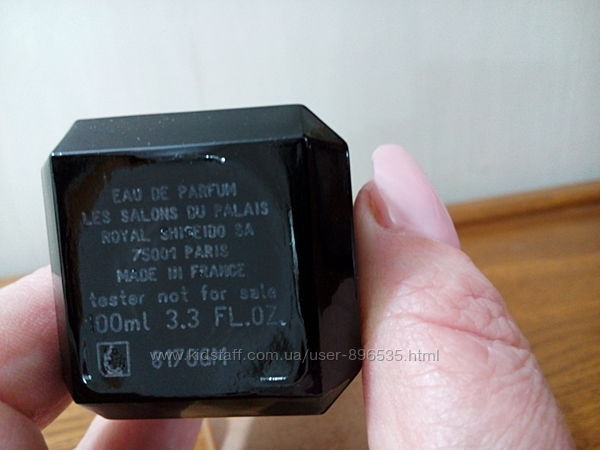 EAU DE PARFUM
LES SALONS DU PALAIS
ROYAL SHISEIDO SA
75001 PARIS
MADE IN FRANCE
tester not for sale
100ml 3.3 FL.OZ.
www.kidstaff.com.ua/user-896535.html